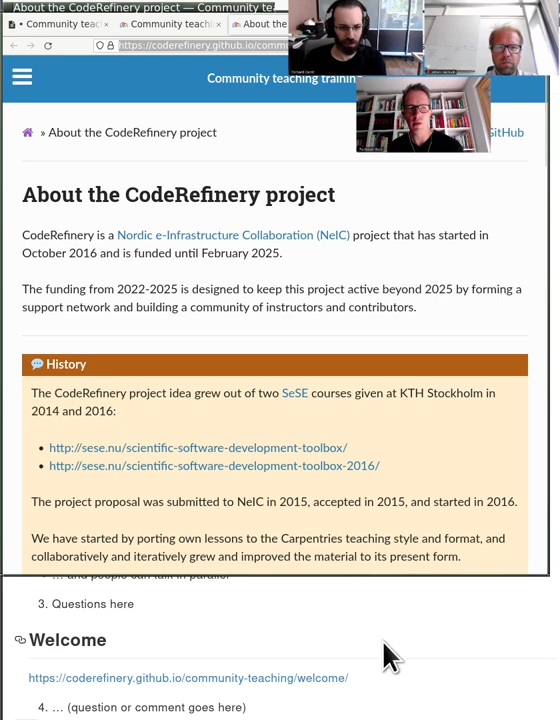 About the CodeRefinery project — Community te
• Community teac
Community teachi
About the
https://coderefinery.github.io/commu
Community teaching trainin
» About the CodeRefinery project
GitHub
About the CodeRefinery project
CodeRefinery is a Nordic e-Infrastructure Collaboration (NeIC) project that has started in
October 2016 and is funded until February 2025.
The funding from 2022-2025 is designed to keep this project active beyond 2025 by forming a
support network and building a community of instructors and contributors.
History
The CodeRefinery project idea grew out of two SeSE courses given at KTH Stockholm in
2014 and 2016:
• http://sese.nu/scientific-software-development-toolbox/
• http://sese.nu/scientific-software-development-toolbox-2016/
The project proposal was submitted to NeIC in 2015, accepted in 2015, and started in 2016.
We have started by porting own lessons to the Carpentries teaching style and format, and
collaboratively and iteratively grew and improved the material to its present form.
... and people can talk in parallel
3. Questions here
Welcome
https://coderefinery.github.io/community-teaching/welcome/
4. ... (question or comment goes here)